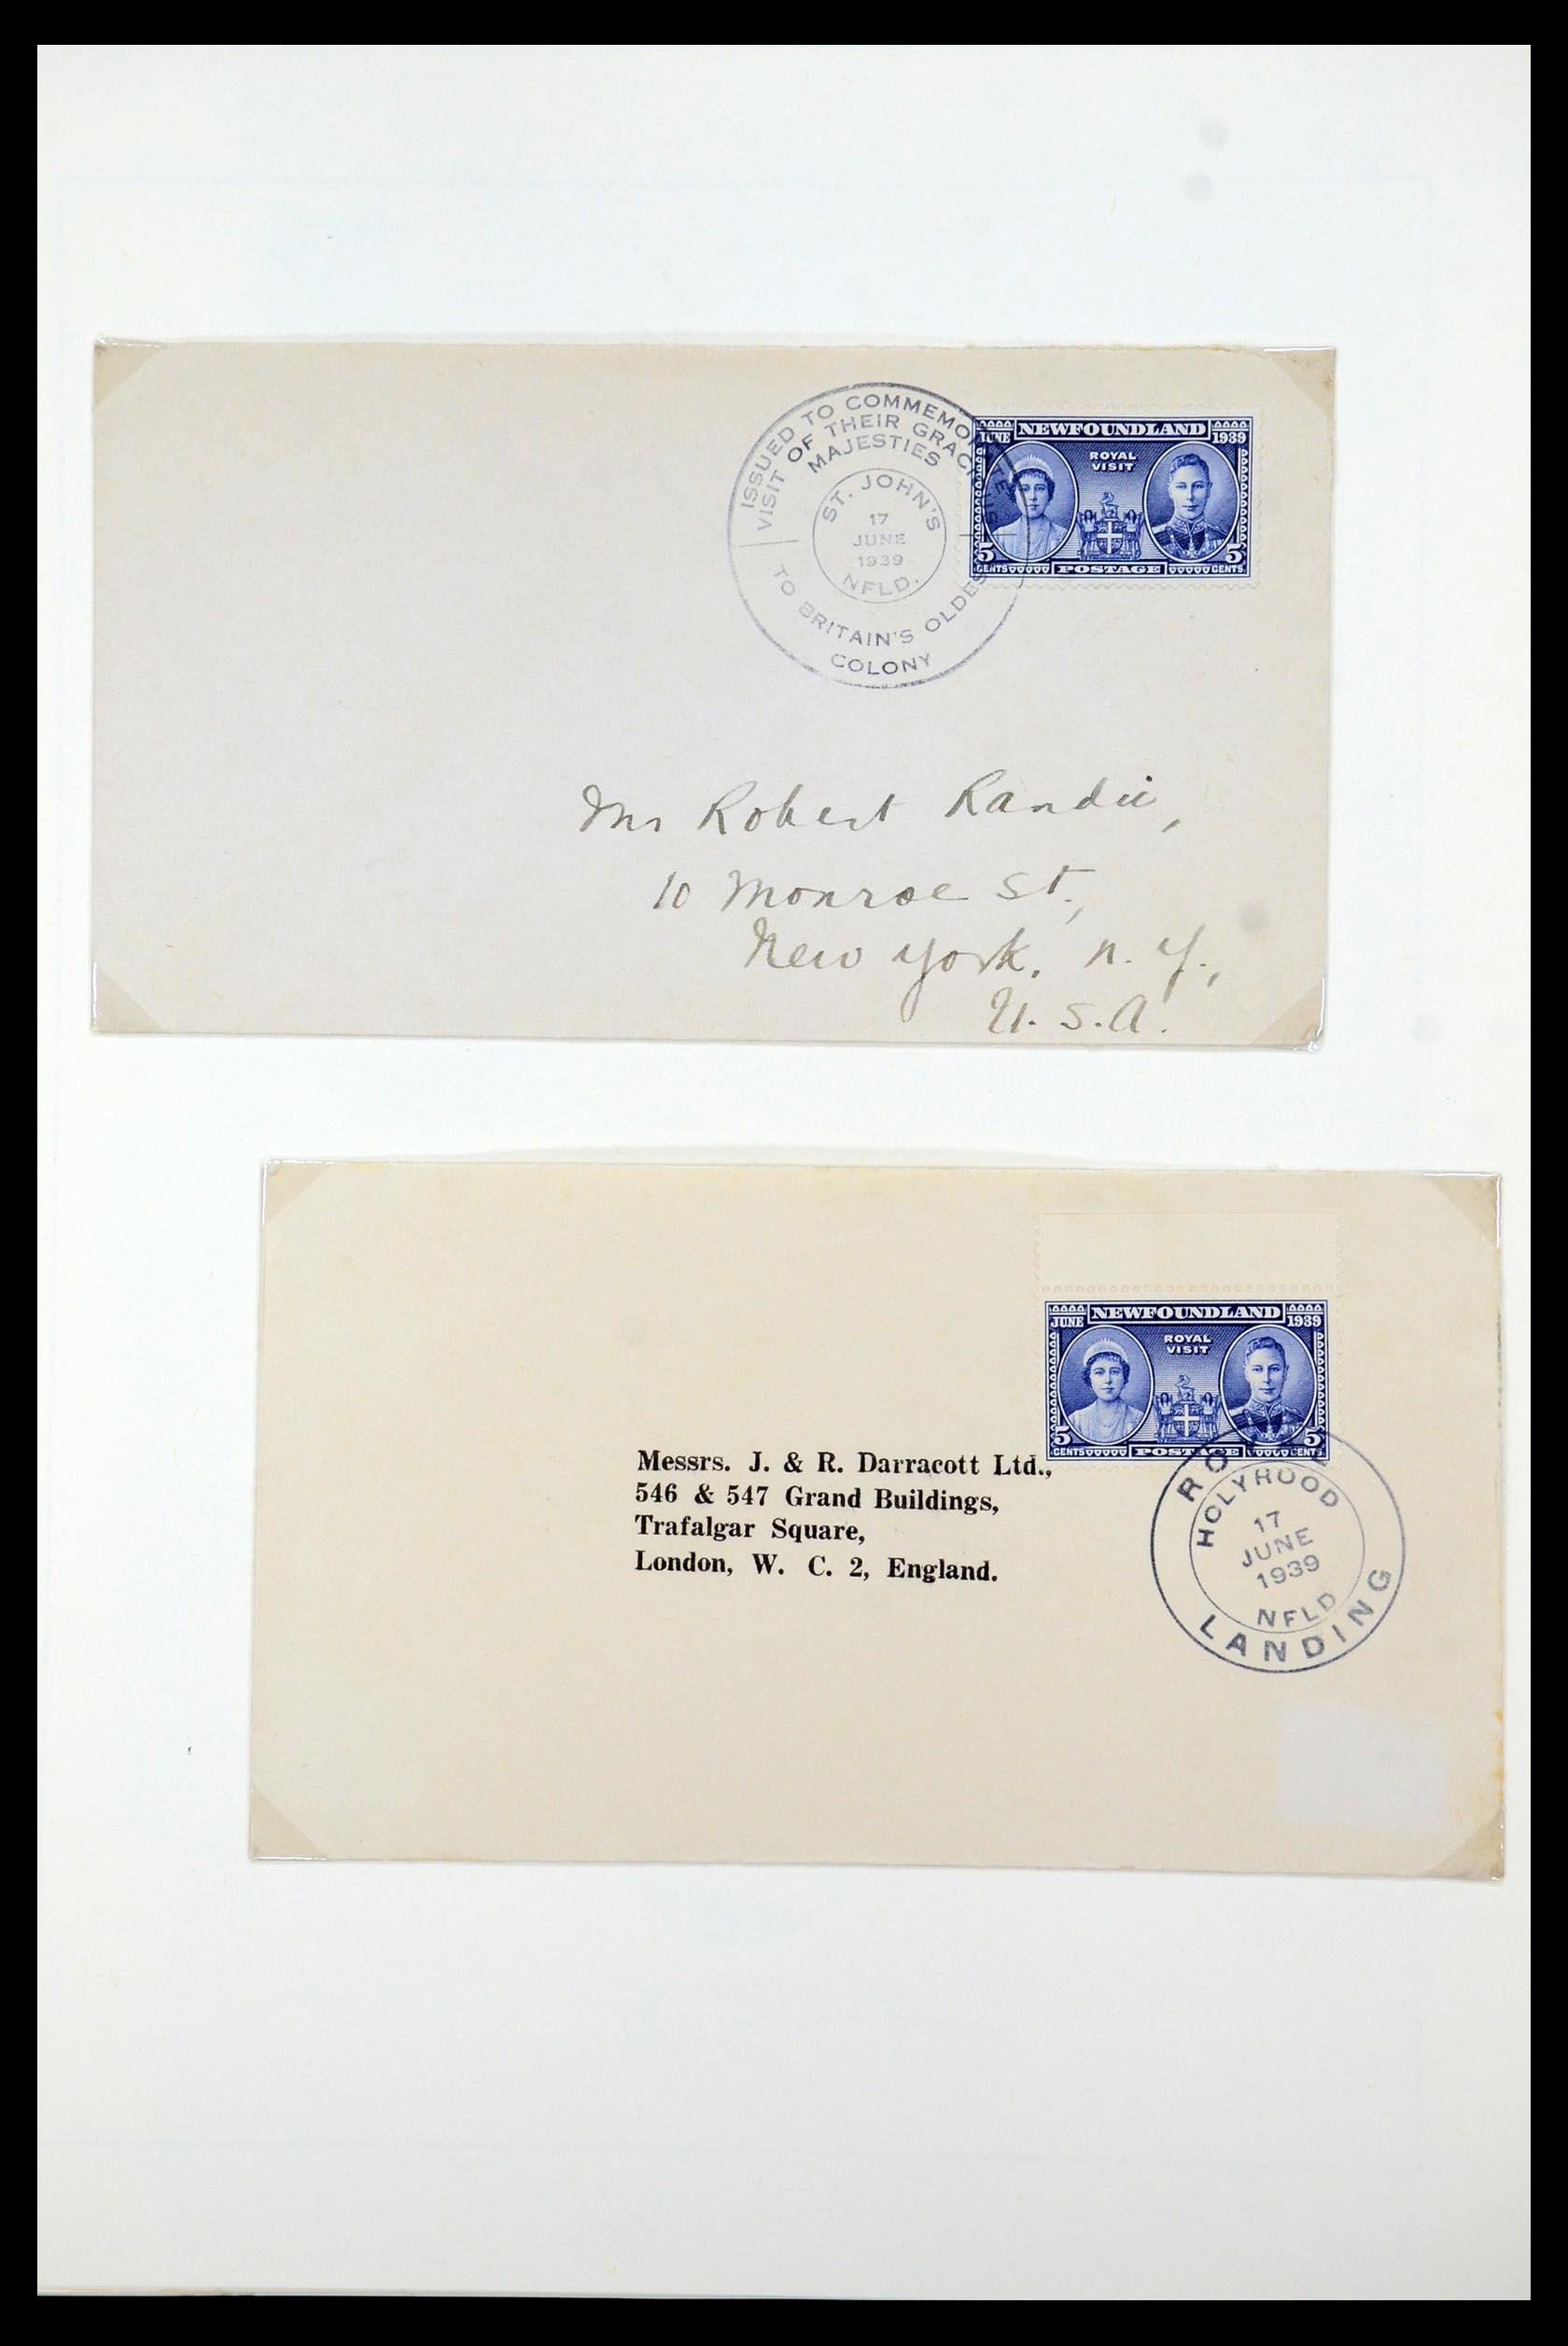 ISSUED TO COMMEMORATE
VISIT OF THEIR GRAC
MAJESTIES
ST. JOHN'S
17
JUNE
1939
NFLD.
TO BRITAIN'S OLDES
COLONY
NEWFOUNDLAND
JUNE 1939
ROYAL
VISIT
5 5
CENTS POSTAGE CENTS
Mr Robert
10 Monroe St.,
New York, N. Y.,
U. S. A.
NEWFOUNDLAND
JUNE 1939
ROYAL
VISIT
5 5
CENTS POSTAGE CENTS
Messrs. J. & R. Darracott Ltd.,
546 & 547 Grand Buildings,
Trafalgar Square,
London, W. C. 2, England.
HOLYROOD
17
JUNE
1939
NFLD
LANDING